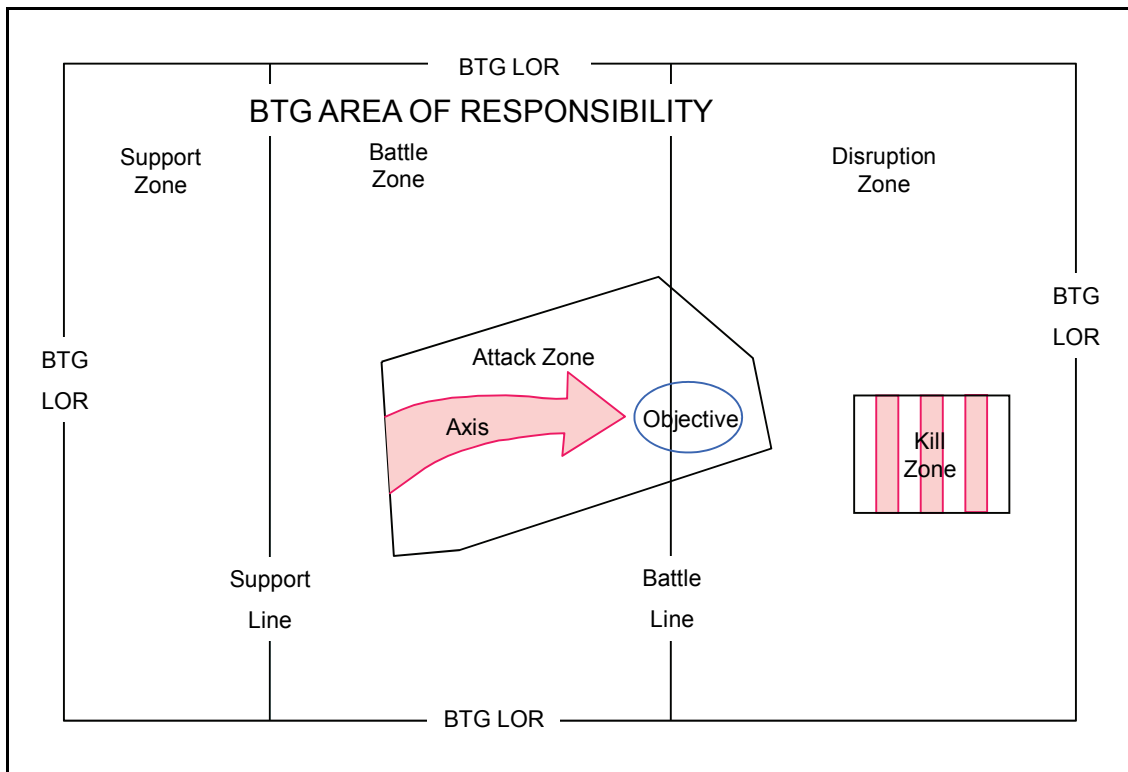 BTG LOR
BTG AREA OF RESPONSIBILITY
Support
Zone
Battle
Zone
Disruption
Zone
BTG
LOR
BTG
LOR
Attack Zone
Axis
Objective
Kill
Zone
Support
Line
Battle
Line
BTG LOR